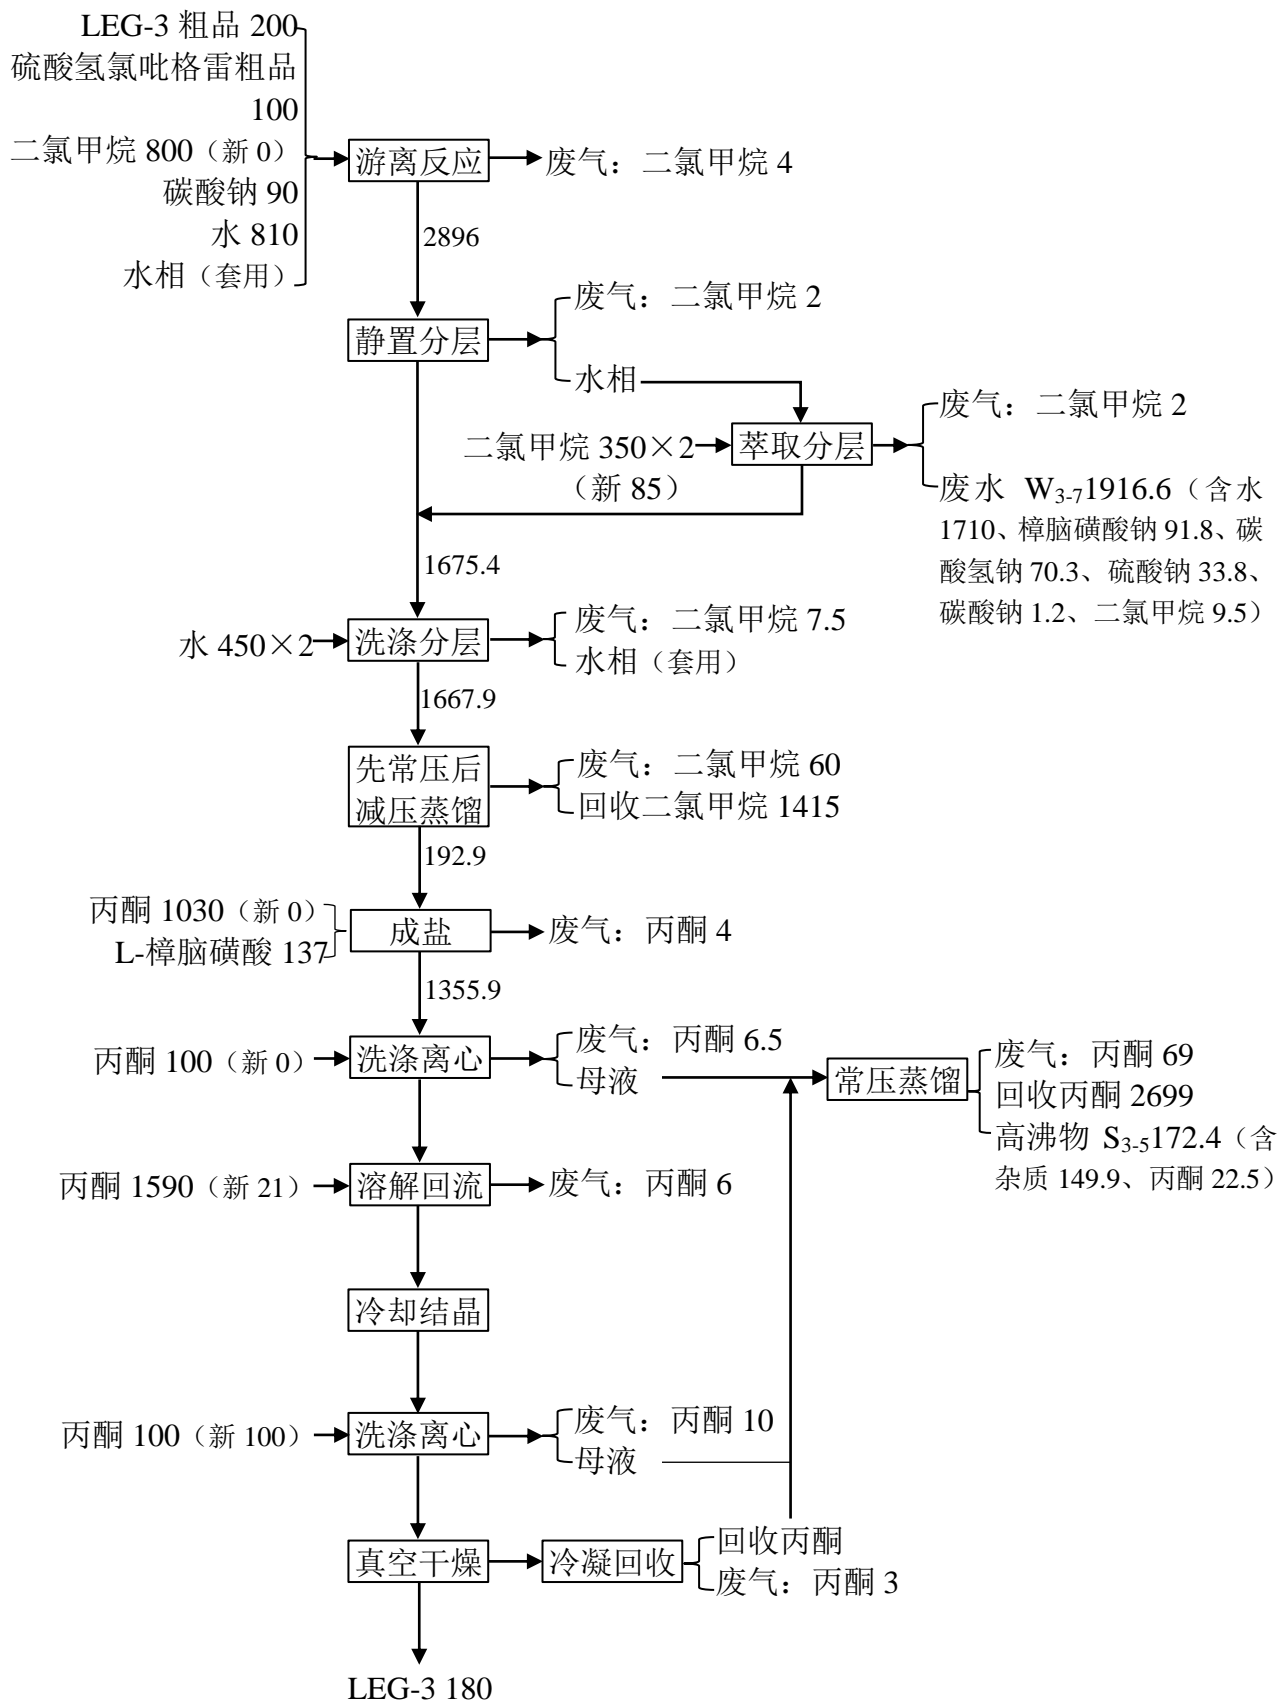 LEG-3 粗品 200
硫酸氢氯吡格雷粗品
100
二氯甲烷 800（新 0）
碳酸钠 90
水 810
水相（套用）
游离反应
废气：二氯甲烷 4
2896
静置分层
废气：二氯甲烷 2
水相
二氯甲烷 350×2
（新 85）
萃取分层
废气：二氯甲烷 2
废水 W3-71916.6（含水
1710、樟脑磺酸钠 91.8、碳
酸氢钠 70.3、硫酸钠 33.8、
碳酸钠 1.2、二氯甲烷 9.5）
1675.4
水 450×2
洗涤分层
废气：二氯甲烷 7.5
水相（套用）
1667.9
先常压后
减压蒸馏
废气：二氯甲烷 60
回收二氯甲烷 1415
192.9
丙酮 1030（新 0）
L-樟脑磺酸 137
成盐
废气：丙酮 4
1355.9
丙酮 100（新 0）
洗涤离心
废气：丙酮 6.5
母液
常压蒸馏
废气：丙酮 69
回收丙酮 2699
高沸物 S3-5172.4（含
杂质 149.9、丙酮 22.5）
丙酮 1590（新 21）
溶解回流
废气：丙酮 6
冷却结晶
丙酮 100（新 100）
洗涤离心
废气：丙酮 10
母液
真空干燥
冷凝回收
回收丙酮
废气：丙酮 3
LEG-3 180